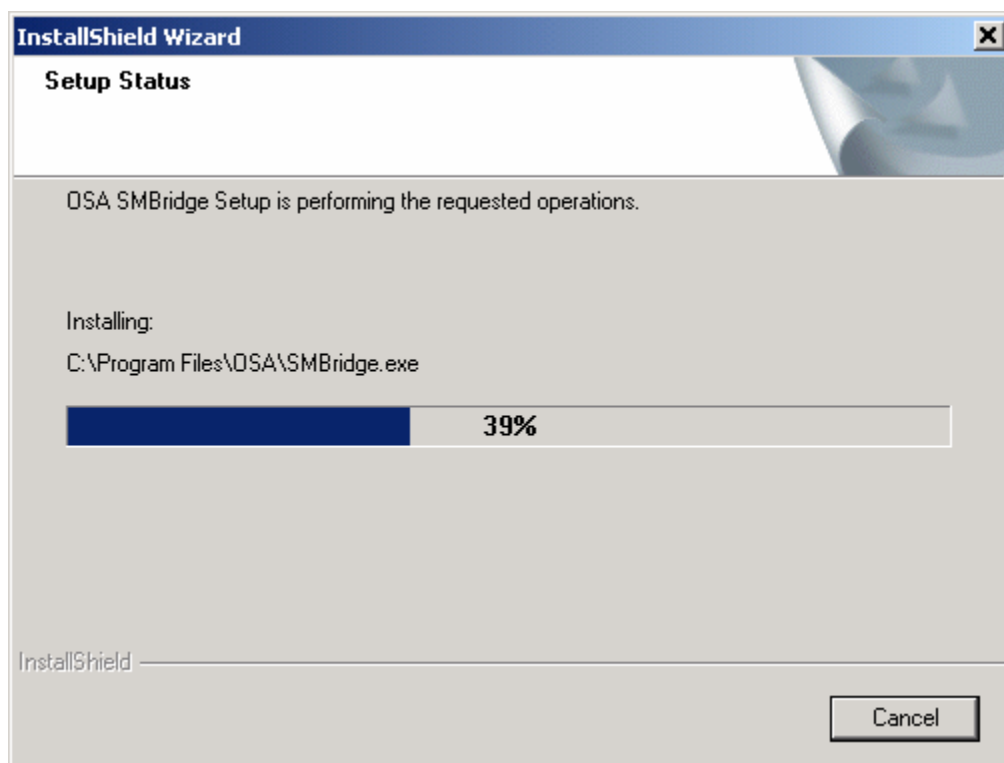 InstallShield Wizard
Setup Status
OSA SMBridge Setup is performing the requested operations.
Installing:
C:\Program Files\OSA\SMBridge.exe
39%
InstallShield
Cancel